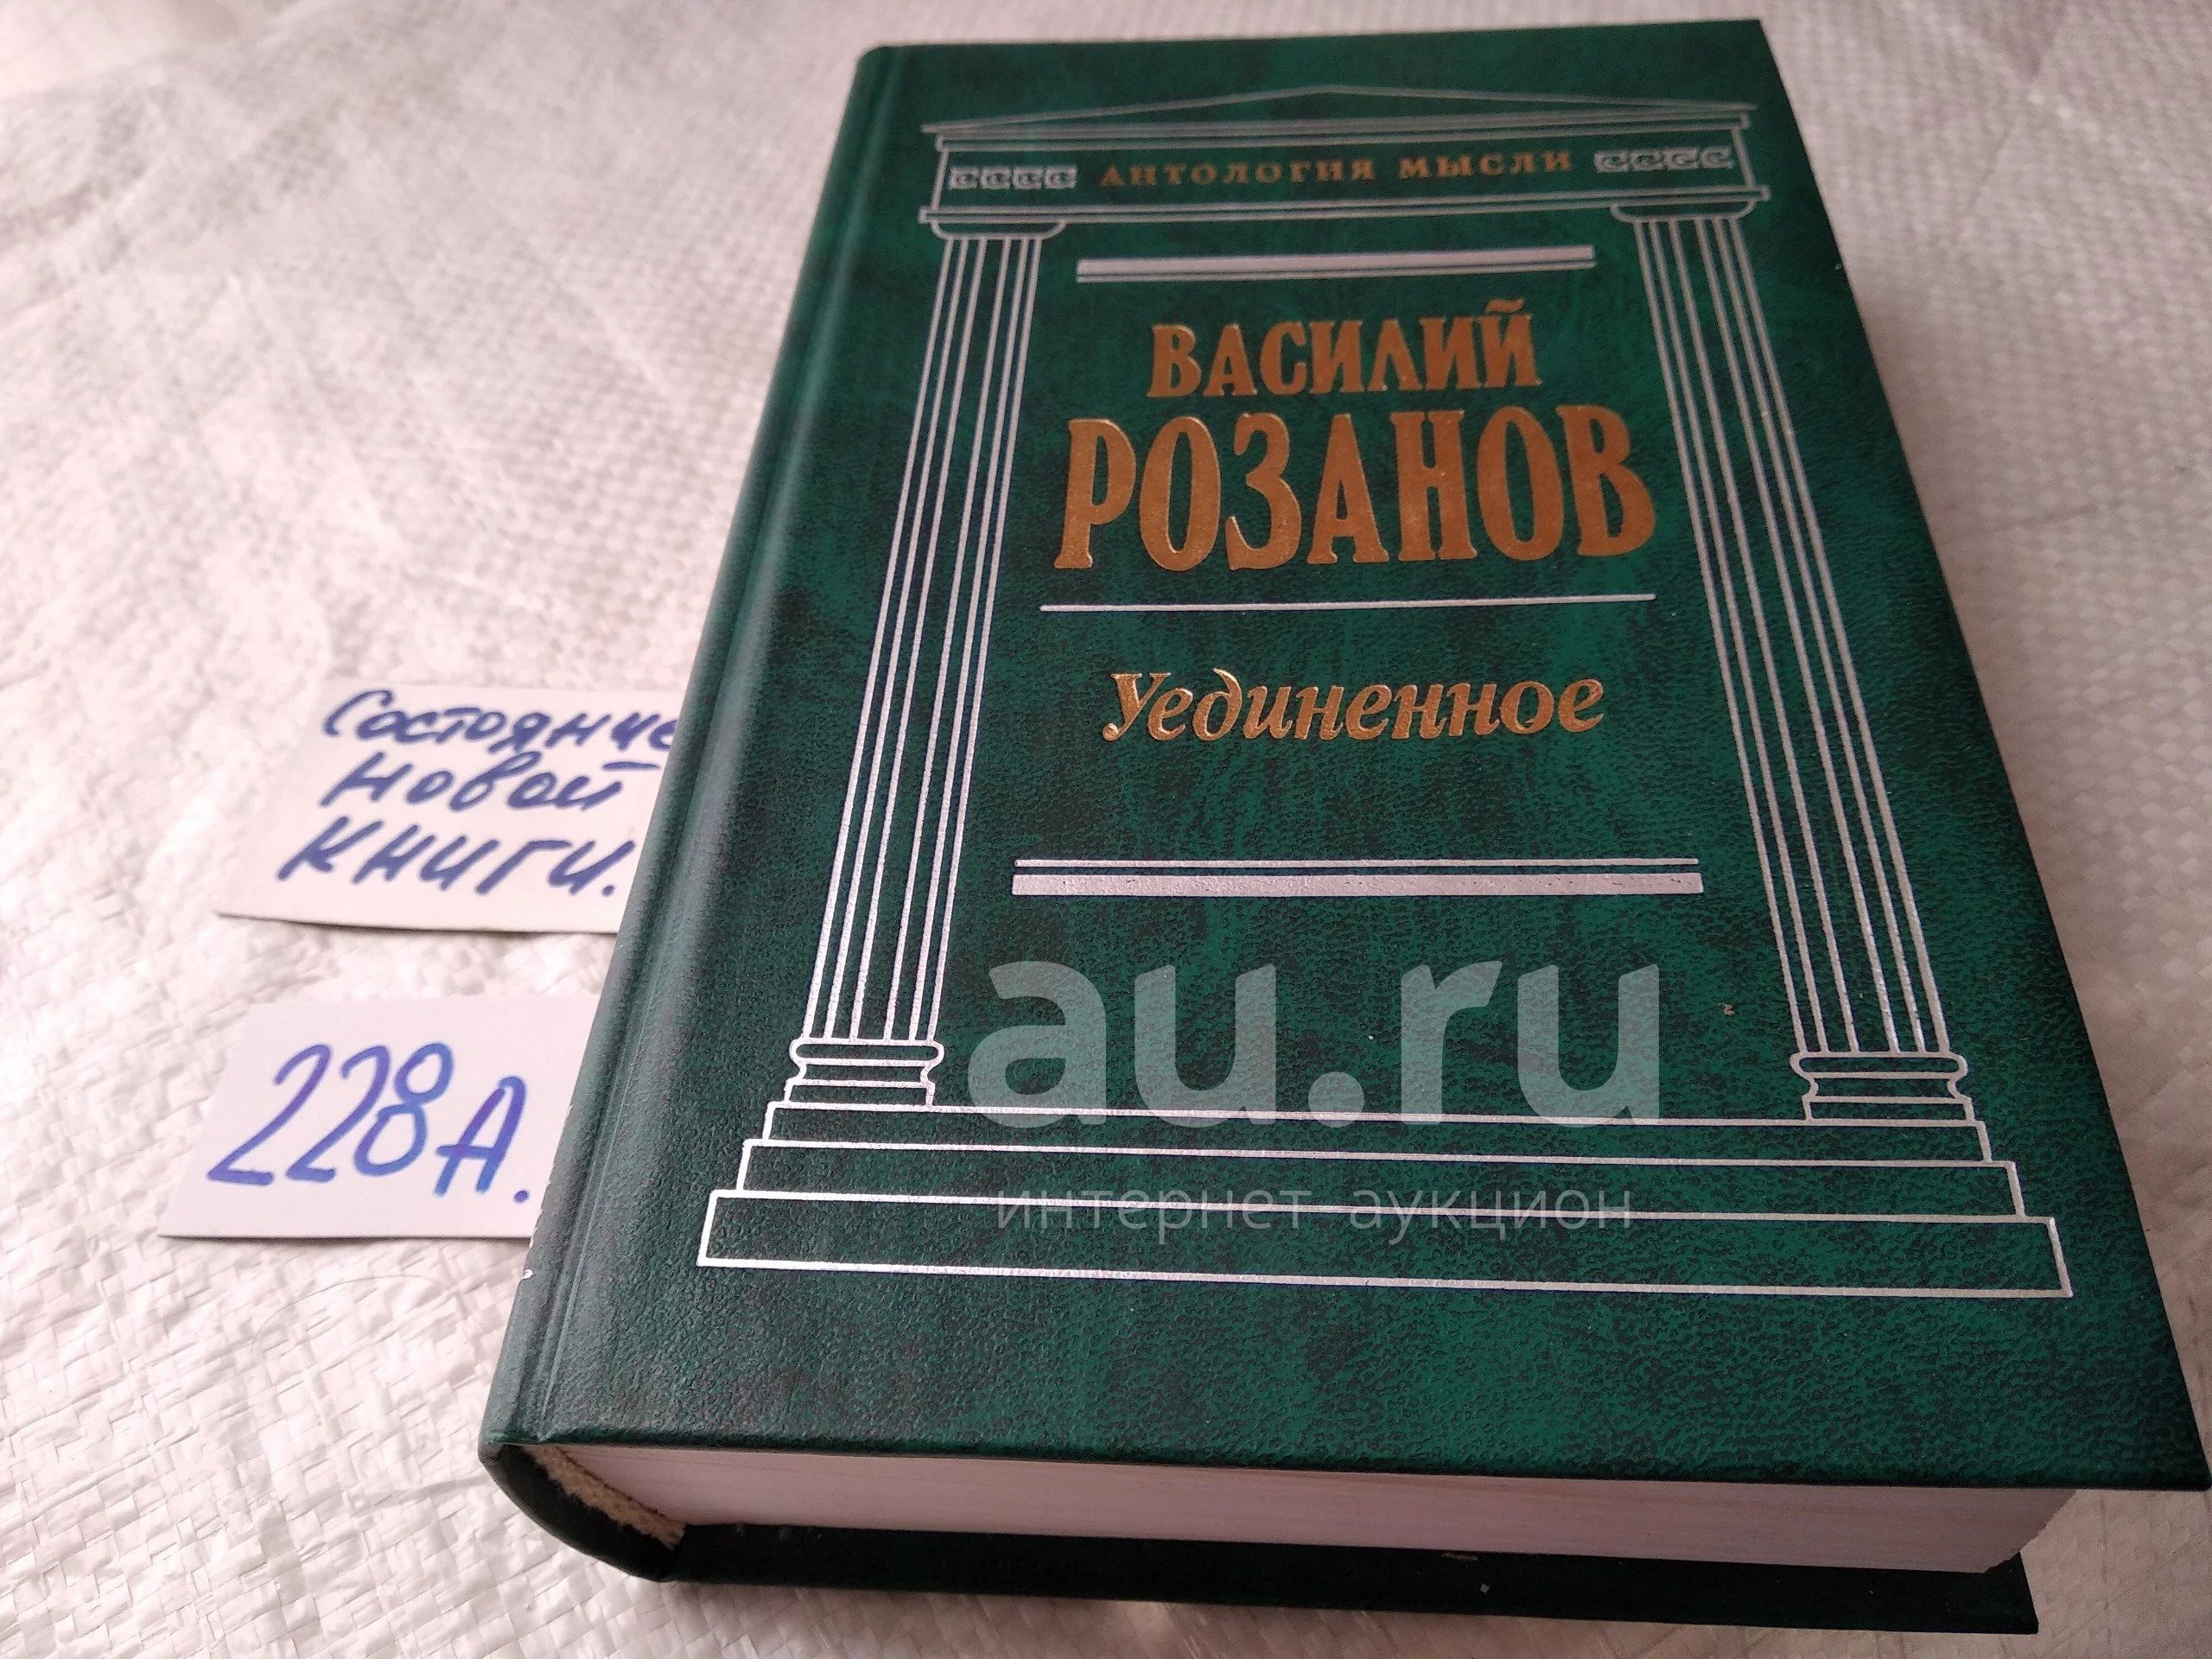 АНТОЛОГИЯ МЫСЛИ
ВАСИЛИЙ
РОЗАНОВ
Уединенное
Состояние
новой
книги.
228А.
au.ru
интернет аукцион